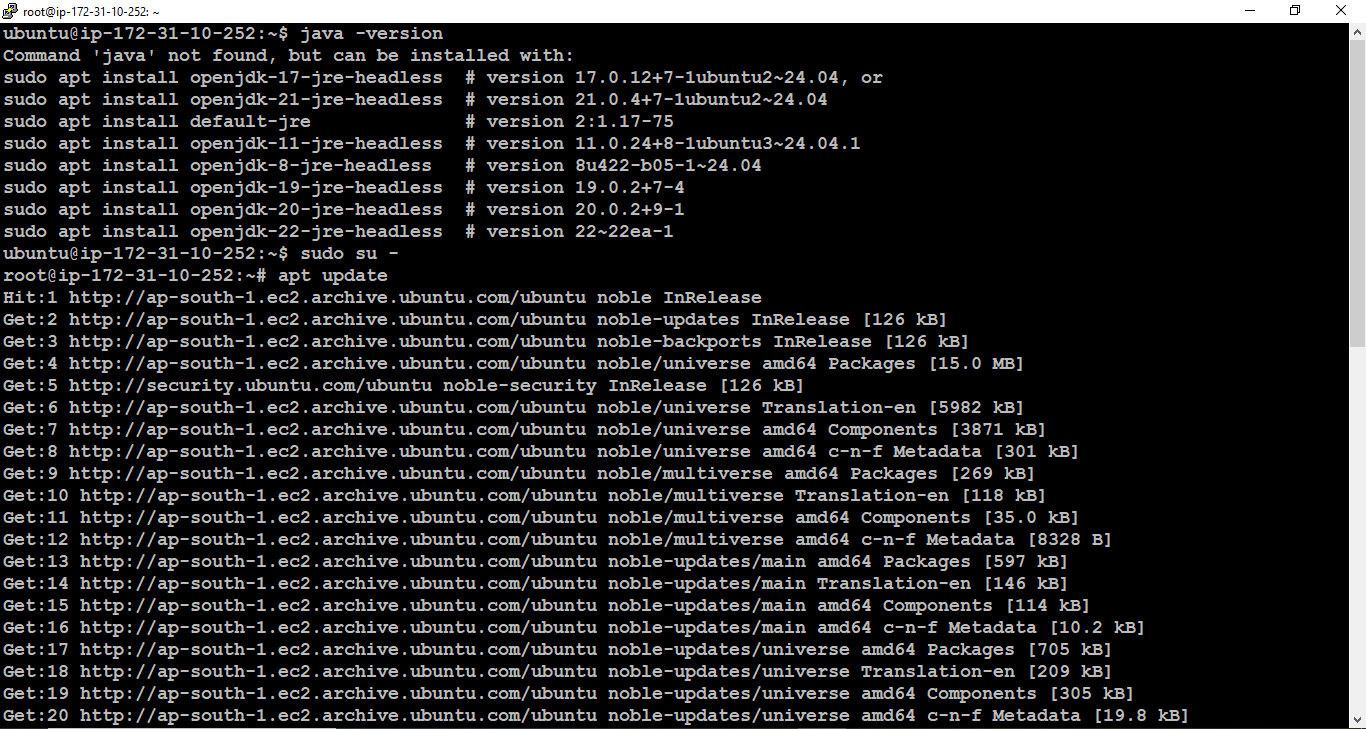 root@ip-172-31-10-252: ~
ubuntu@ip-172-31-10-252:~$ java -version
Command 'java' not found, but can be installed with:
sudo apt install openjdk-17-jre-headless  # version 17.0.12+7-1ubuntu2~24.04, or
sudo apt install openjdk-21-jre-headless  # version 21.0.4+7-1ubuntu2~24.04
sudo apt install default-jre              # version 2:1.17-75
sudo apt install openjdk-11-jre-headless  # version 11.0.24+8-1ubuntu3~24.04.1
sudo apt install openjdk-8-jre-headless   # version 8u422-b05-1~24.04
sudo apt install openjdk-19-jre-headless  # version 19.0.2+7-4
sudo apt install openjdk-20-jre-headless  # version 20.0.2+9-1
sudo apt install openjdk-22-jre-headless  # version 22~22ea-1
ubuntu@ip-172-31-10-252:~$ sudo su -
root@ip-172-31-10-252:~# apt update
Hit:1 http://ap-south-1.ec2.archive.ubuntu.com/ubuntu noble InRelease
Get:2 http://ap-south-1.ec2.archive.ubuntu.com/ubuntu noble-updates InRelease [126 kB]
Get:3 http://ap-south-1.ec2.archive.ubuntu.com/ubuntu noble-backports InRelease [126 kB]
Get:4 http://ap-south-1.ec2.archive.ubuntu.com/ubuntu noble/universe amd64 Packages [15.0 MB]
Get:5 http://security.ubuntu.com/ubuntu noble-security InRelease [126 kB]
Get:6 http://ap-south-1.ec2.archive.ubuntu.com/ubuntu noble/universe Translation-en [5982 kB]
Get:7 http://ap-south-1.ec2.archive.ubuntu.com/ubuntu noble/universe amd64 Components [3871 kB]
Get:8 http://ap-south-1.ec2.archive.ubuntu.com/ubuntu noble/universe amd64 c-n-f Metadata [301 kB]
Get:9 http://ap-south-1.ec2.archive.ubuntu.com/ubuntu noble/multiverse amd64 Packages [269 kB]
Get:10 http://ap-south-1.ec2.archive.ubuntu.com/ubuntu noble/multiverse Translation-en [118 kB]
Get:11 http://ap-south-1.ec2.archive.ubuntu.com/ubuntu noble/multiverse amd64 Components [35.0 kB]
Get:12 http://ap-south-1.ec2.archive.ubuntu.com/ubuntu noble/multiverse amd64 c-n-f Metadata [8328 B]
Get:13 http://ap-south-1.ec2.archive.ubuntu.com/ubuntu noble-updates/main amd64 Packages [597 kB]
Get:14 http://ap-south-1.ec2.archive.ubuntu.com/ubuntu noble-updates/main Translation-en [146 kB]
Get:15 http://ap-south-1.ec2.archive.ubuntu.com/ubuntu noble-updates/main amd64 Components [114 kB]
Get:16 http://ap-south-1.ec2.archive.ubuntu.com/ubuntu noble-updates/main amd64 c-n-f Metadata [10.2 kB]
Get:17 http://ap-south-1.ec2.archive.ubuntu.com/ubuntu noble-updates/universe amd64 Packages [705 kB]
Get:18 http://ap-south-1.ec2.archive.ubuntu.com/ubuntu noble-updates/universe Translation-en [209 kB]
Get:19 http://ap-south-1.ec2.archive.ubuntu.com/ubuntu noble-updates/universe amd64 Components [305 kB]
Get:20 http://ap-south-1.ec2.archive.ubuntu.com/ubuntu noble-updates/universe amd64 c-n-f Metadata [19.8 kB]